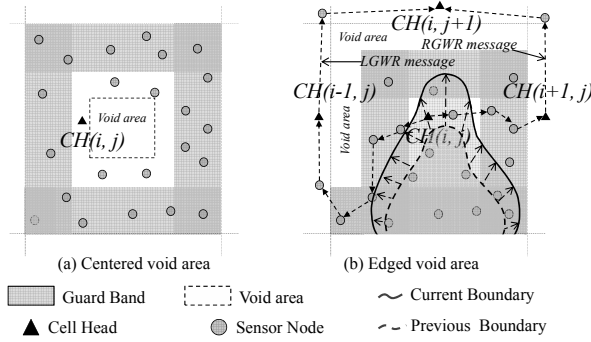 Void area
CH(i, j)
(a) Centered void area
CH(i, j+1)
Void area
RGWR message
LGWR message
CH(i-1, j)
CH(i+1, j)
Void area
CH(i, j)
(b) Edged void area
Guard Band
Void area
Current Boundary
Cell Head
Sensor Node
Previous Boundary